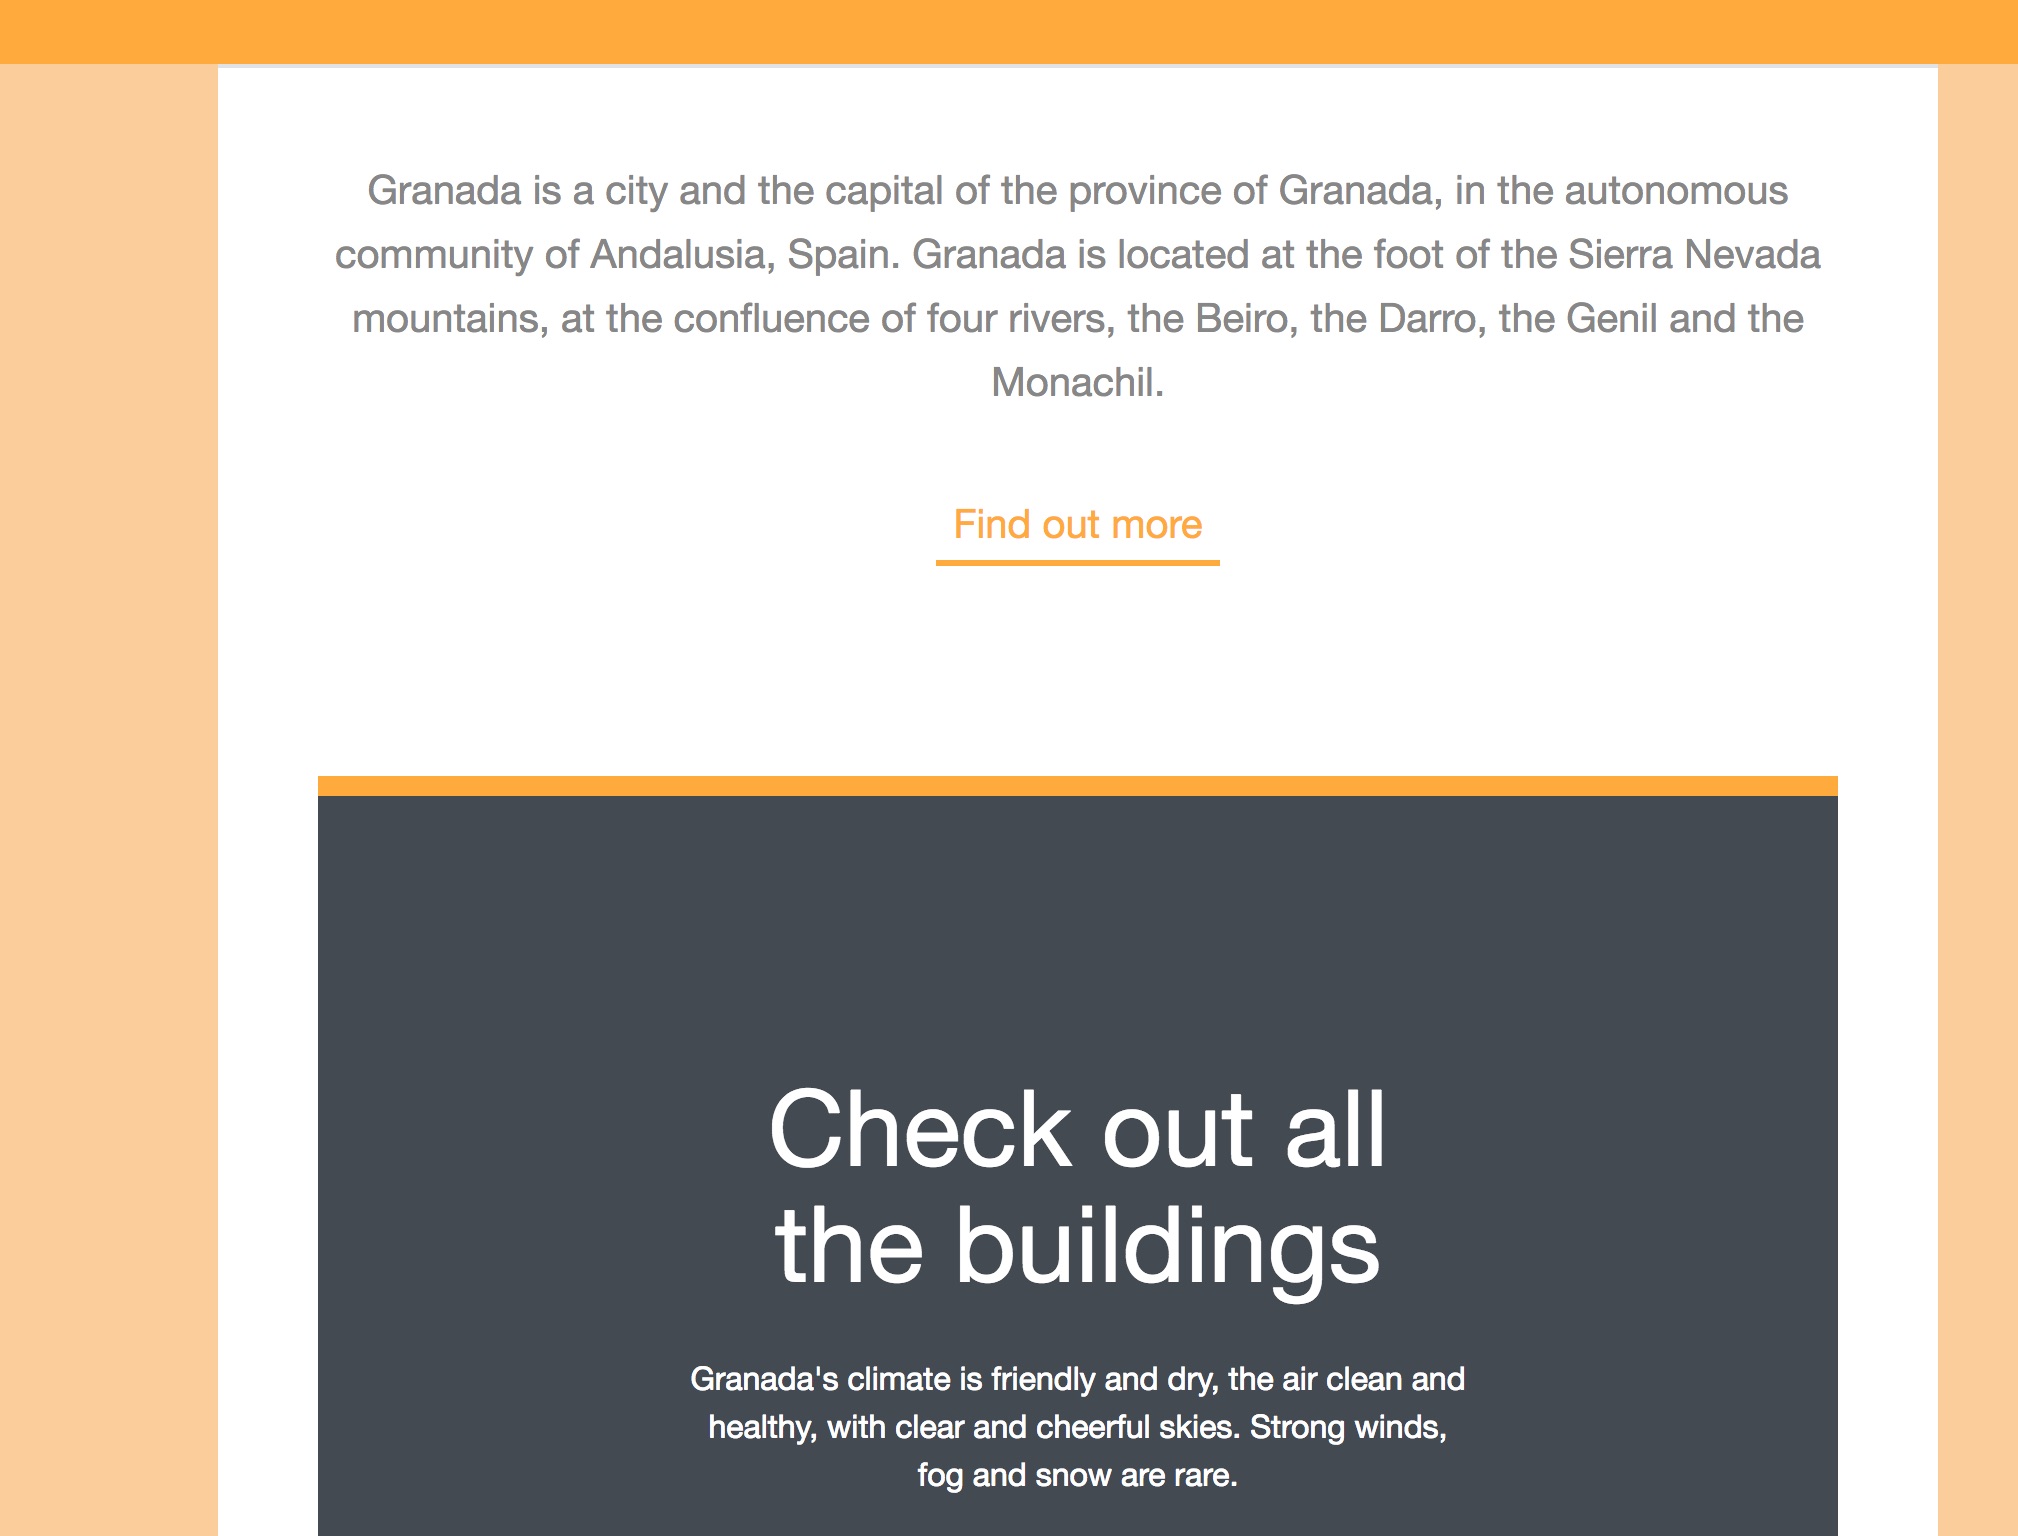 Granada is a city and the capital of the province of Granada, in the autonomous
community of Andalusia, Spain. Granada is located at the foot of the Sierra Nevada
mountains, at the confluence of four rivers, the Beiro, the Darro, the Genil and the
Monachil.
Find out more
Check out all
the buildings
Granada's climate is friendly and dry, the air clean and
healthy, with clear and cheerful skies. Strong winds,
fog and snow are rare.